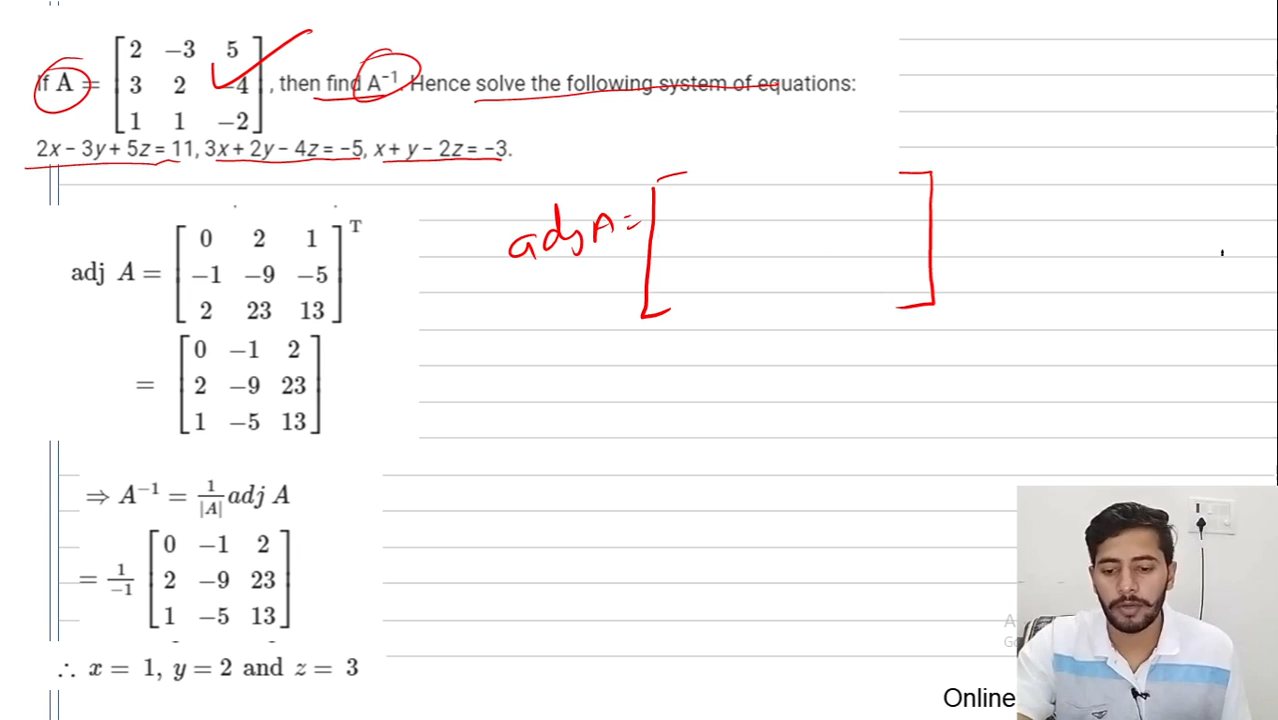 If A = [2 −3 5
3 2 −4
1 1 −2], then find A⁻¹. Hence solve the following system of equations:
2x − 3y + 5z = 11, 3x + 2y − 4z = −5, x + y − 2z = −3.
adj A = [0 2 1
−1 −9 −5
2 23 13]ᵀ
= [0 −1 2
2 −9 23
1 −5 13]
⇒ A⁻¹ = 1/|A| adj A
= 1/−1 [0 −1 2
2 −9 23
1 −5 13]
∴ x = 1, y = 2 and z = 3
adj A = [ ]
Online